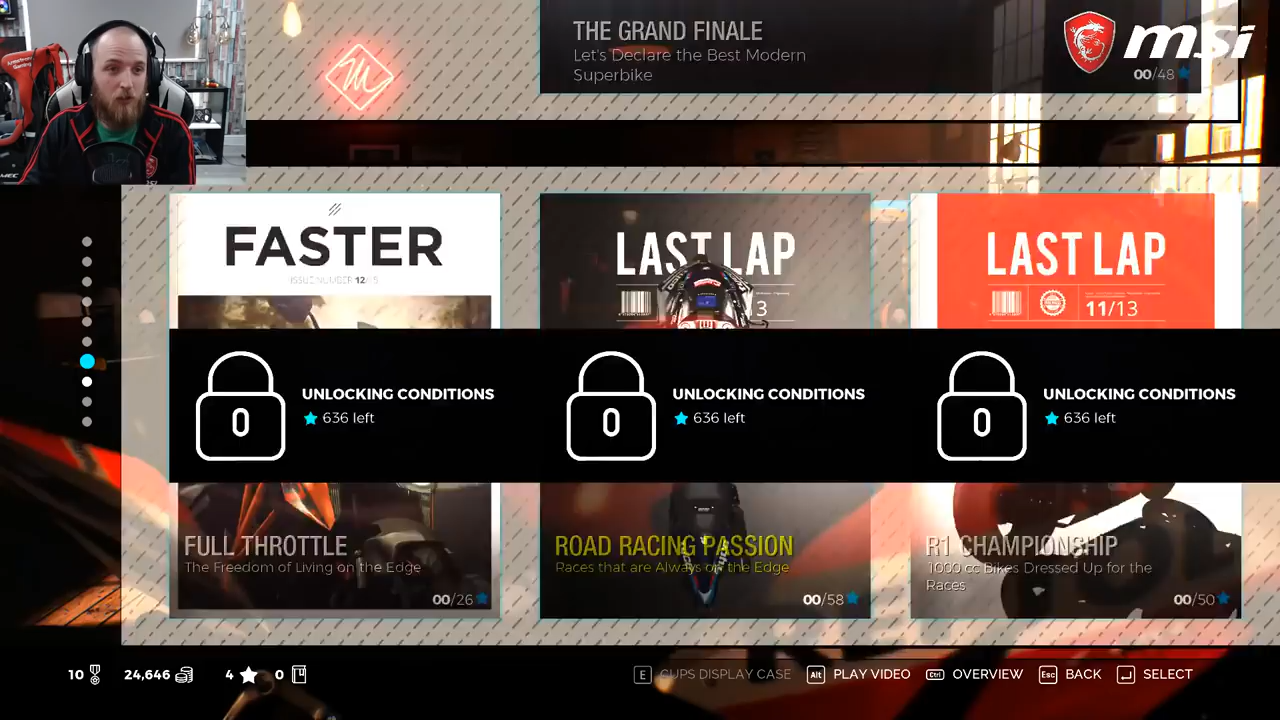 THE GRAND FINALE
Let's Declare the Best Modern
Superbike
00/48
msi
FASTER
ISSUE NUMBER 12/15
LAST LAP
LAST LAP
11/13
UNLOCKING CONDITIONS
636 left
UNLOCKING CONDITIONS
636 left
UNLOCKING CONDITIONS
636 left
FULL THROTTLE
The Freedom of Living on the Edge
00/26
ROAD RACING PASSION
Races that are Always on the Edge
00/58
R1 CHAMPIONSHIP
1000 cc Bikes Dressed Up for the
Races
00/50
10
24,646
4
0
E CUPS DISPLAY CASE
Alt PLAY VIDEO
Ctrl OVERVIEW
Esc BACK
SELECT